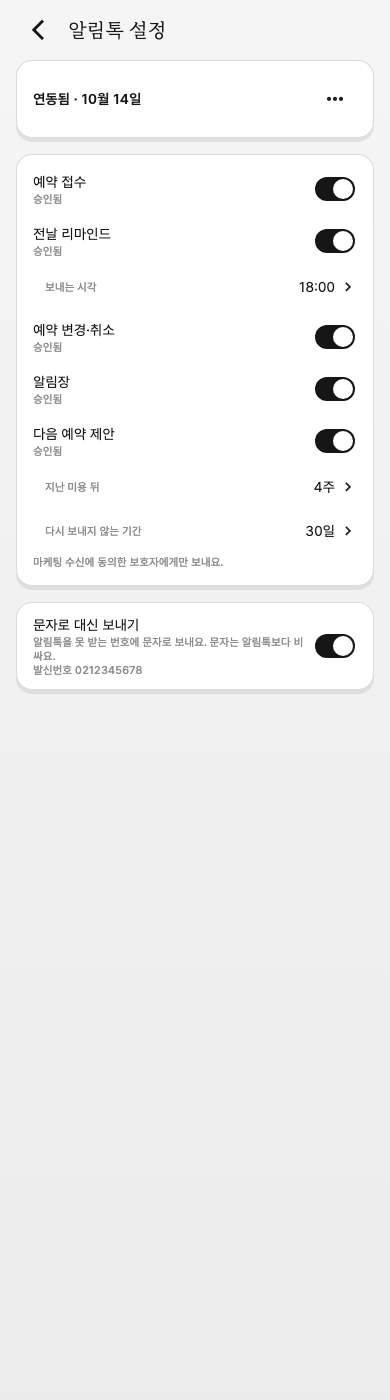 알림톡 설정
연동됨 · 10월 14일
예약 접수
승인됨
전날 리마인드
승인됨
보내는 시각 18:00
예약 변경·취소
승인됨
알림장
승인됨
다음 예약 제안
승인됨
지난 미용 뒤 4주
다시 보내지 않는 기간 30일
마케팅 수신에 동의한 보호자에게만 보내요.
문자로 대신 보내기
알림톡을 못 받는 번호에 문자로 보내요. 문자는 알림톡보다 비
싸요.
발신번호 0212345678